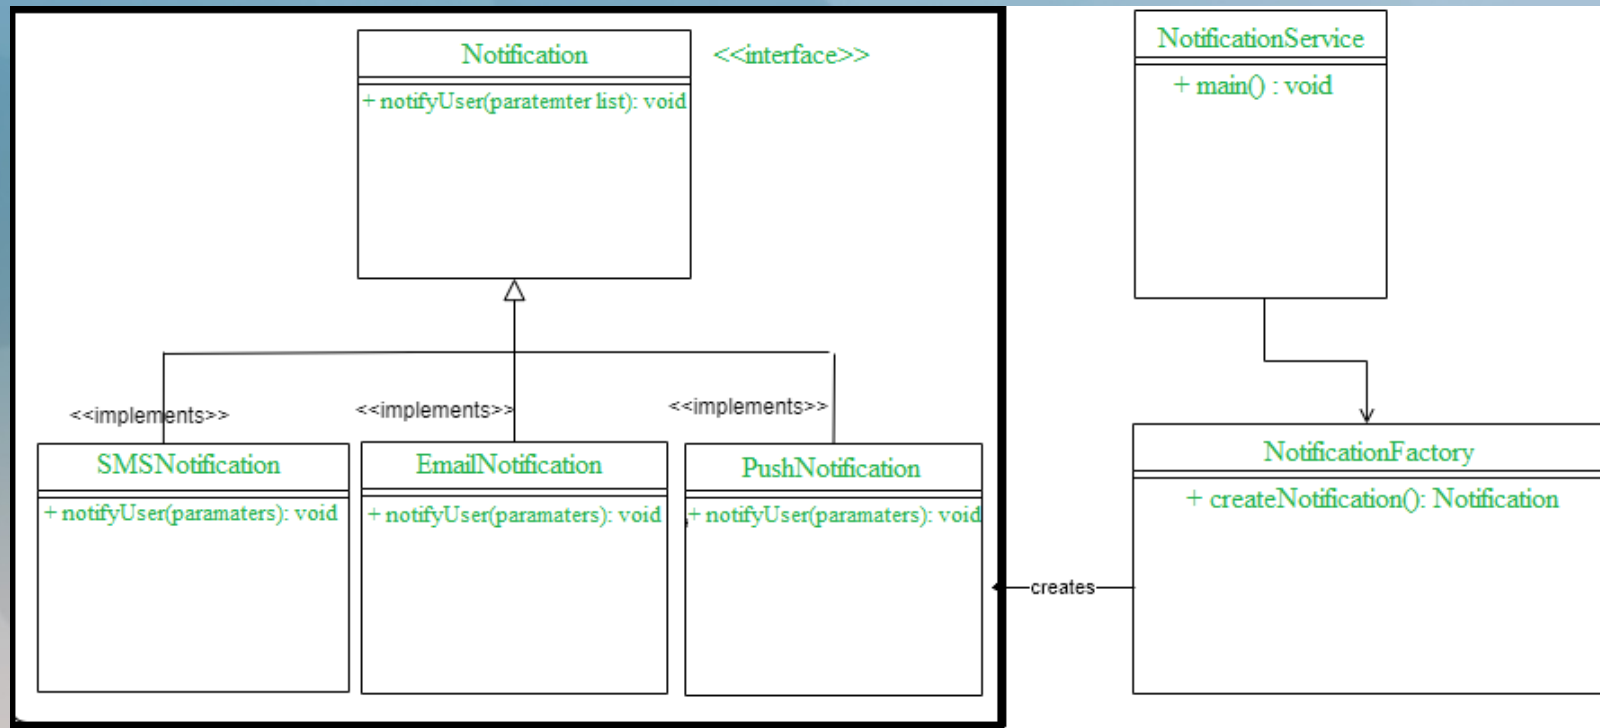 Notification
<<interface>>
+ notifyUser(paratemter list): void
<<implements>>
<<implements>>
<<implements>>
SMSNotification
+ notifyUser(paramaters): void
EmailNotification
+ notifyUser(paramaters): void
PushNotification
+ notifyUser(paramaters): void
NotificationService
+ main() : void
NotificationFactory
+ createNotification(): Notification
creates